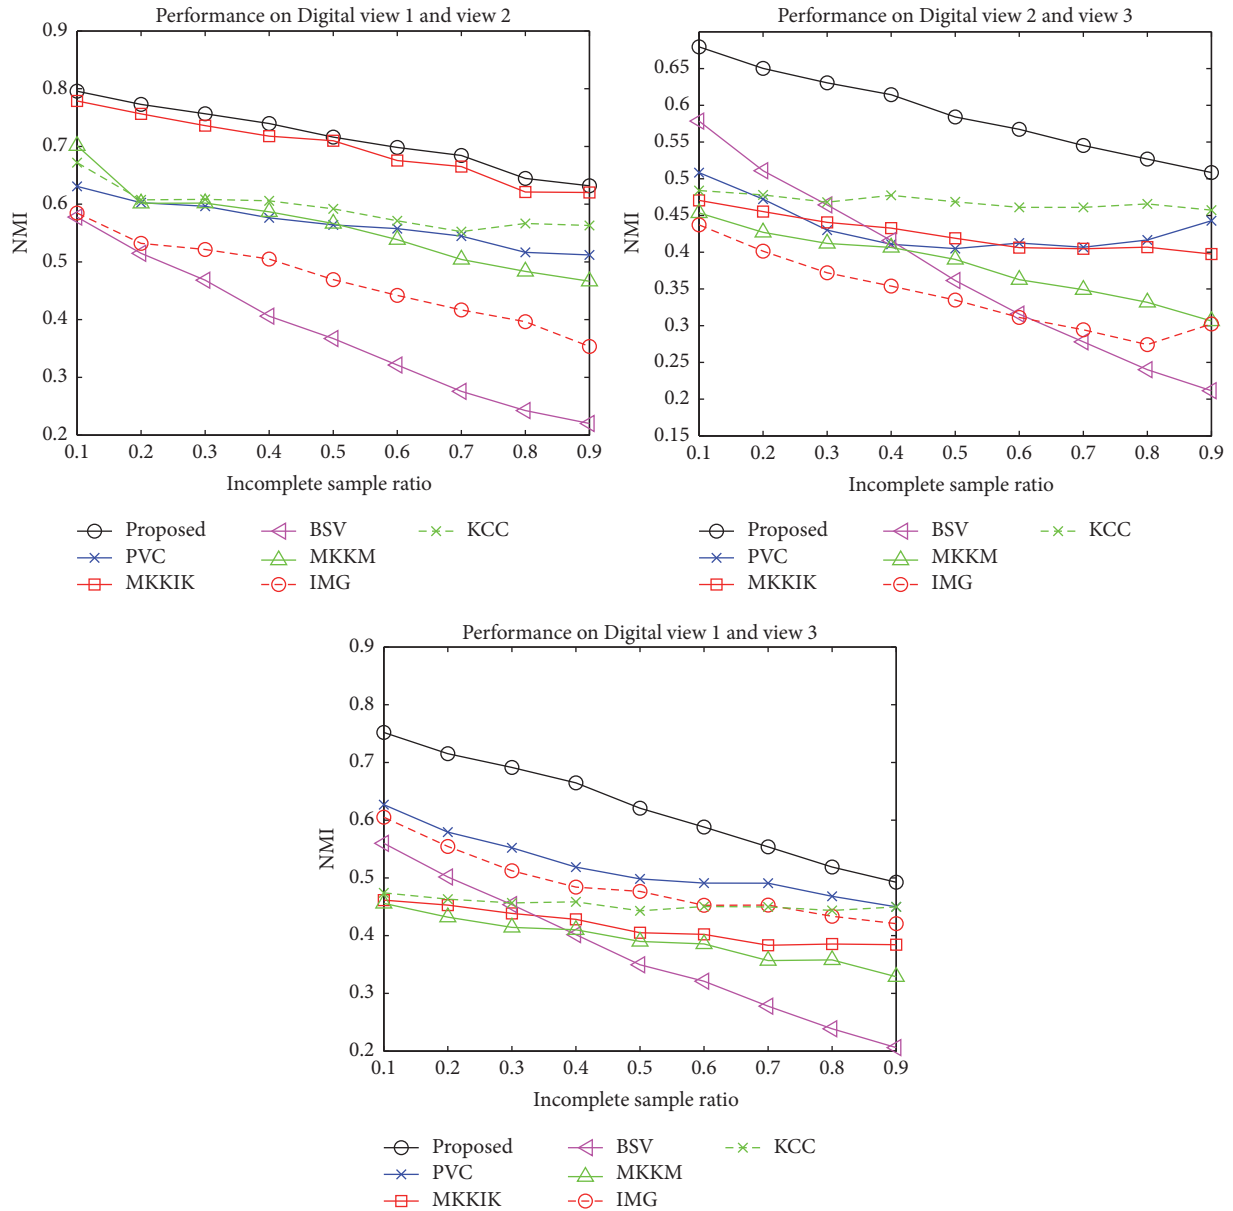 Performance on Digital view 1 and view 2
0.9
0.8
0.7
0.6
0.5
0.4
0.3
0.2
NMI
0.1 0.2 0.3 0.4 0.5 0.6 0.7 0.8 0.9
Incomplete sample ratio
Proposed BSV KCC
PVC MKKM
MKKIK IMG
Performance on Digital view 2 and view 3
0.65
0.6
0.55
0.5
0.45
0.4
0.35
0.3
0.25
0.2
0.15
NMI
0.1 0.2 0.3 0.4 0.5 0.6 0.7 0.8 0.9
Incomplete sample ratio
Proposed BSV KCC
PVC MKKM
MKKIK IMG
Performance on Digital view 1 and view 3
0.9
0.8
0.7
0.6
0.5
0.4
0.3
0.2
NMI
0.1 0.2 0.3 0.4 0.5 0.6 0.7 0.8 0.9
Incomplete sample ratio
Proposed BSV KCC
PVC MKKM
MKKIK IMG